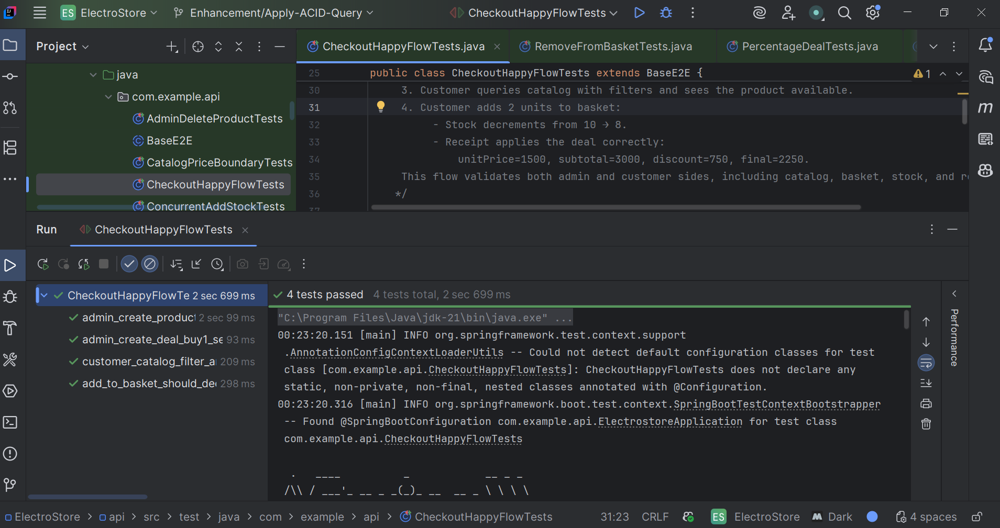 ES ElectroStore Enhancement/Apply-ACID-Query CheckoutHappyFlowTests
Project
CheckoutHappyFlowTests.java RemoveFromBasketTests.java PercentageDealTests.java
java
com.example.api
AdminDeleteProductTests
BaseE2E
CatalogPriceBoundaryTests
CheckoutHappyFlowTests
ConcurrentAddStockTests
25 public class CheckoutHappyFlowTests extends BaseE2E { 1
30 3. Customer queries catalog with filters and sees the product available.
31 4. Customer adds 2 units to basket:
32 - Stock decrements from 10 → 8.
33 - Receipt applies the deal correctly:
34 unitPrice=1500, subtotal=3000, discount=750, final=2250.
35 This flow validates both admin and customer sides, including catalog, basket, stock, and re
36 */
37
Run CheckoutHappyFlowTests
CheckoutHappyFlowTe 2 sec 699 ms
admin_create_product 2 sec 99 ms
admin_create_deal_buy1_se 93 ms
customer_catalog_filter_a 209 ms
add_to_basket_should_dec 298 ms
4 tests passed 4 tests total, 2 sec 699 ms
"C:\Program Files\Java\jdk-21\bin\java.exe" ...
00:23:20.151 [main] INFO org.springframework.test.context.support
.AnnotationConfigContextLoaderUtils -- Could not detect default configuration classes for test
class [com.example.api.CheckoutHappyFlowTests]: CheckoutHappyFlowTests does not declare any
static, non-private, non-final, nested classes annotated with @Configuration.
00:23:20.316 [main] INFO org.springframework.boot.test.context.SpringBootTestContextBootstrapper
-- Found @SpringBootConfiguration com.example.api.ElectrostoreApplication for test class
com.example.api.CheckoutHappyFlowTests
  .   ____          _            __ _ _
 /\\ / ___'_ __ _ _(_)_ __  __ _ \ \ \ \
Performance
ElectroStore > api > src > test > java > com > example > api > CheckoutHappyFlowTests 31:23 CRLF ES ElectroStore Dark 4 spaces